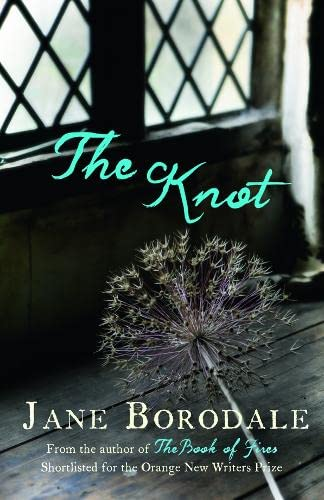 The Knot
JANE BORODALE
From the author of The Book of Fires
Shortlisted for the Orange New Writers Prize